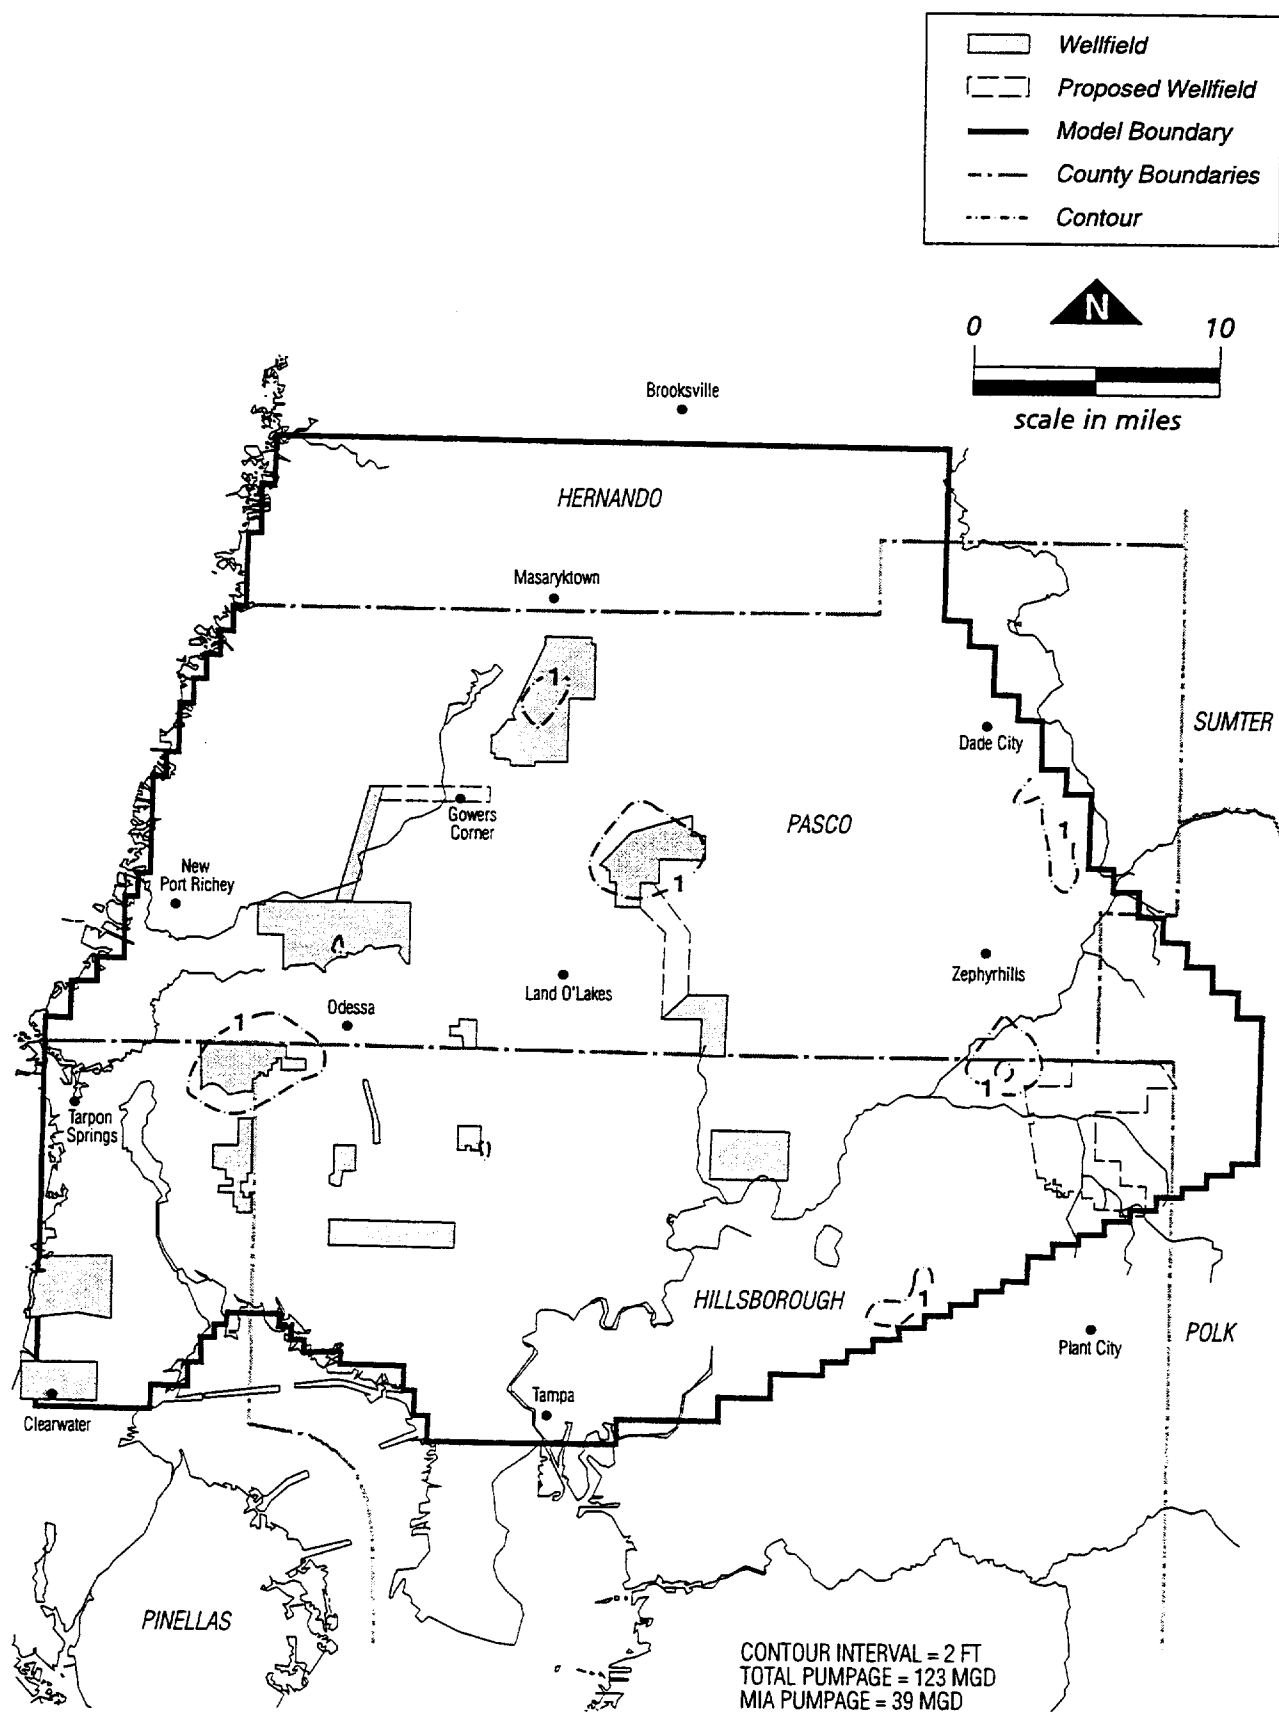 Wellfield
Proposed Wellfield
Model Boundary
County Boundaries
Contour
N
0
10
scale in miles
Brooksville
HERNANDO
Masaryktown
1
SUMTER
Dade City
Gowers
Corner
PASCO
1
New
Port Richey
1
Zephyrhills
Land O'Lakes
Odessa
1
1
Tarpon
Springs
HILLSBOROUGH
1
Plant City
POLK
Tampa
Clearwater
PINELLAS
CONTOUR INTERVAL = 2 FT
TOTAL PUMPAGE = 123 MGD
MIA PUMPAGE = 39 MGD